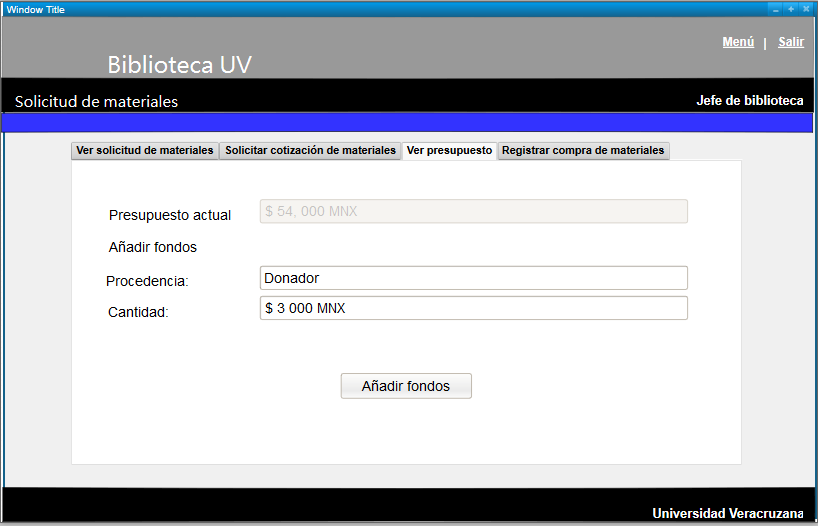 Window Title
Menú | Salir
Biblioteca UV
Solicitud de materiales
Jefe de biblioteca
Ver solicitud de materiales
Solicitar cotización de materiales
Ver presupuesto
Registrar compra de materiales
Presupuesto actual
$ 54, 000 MNX
Añadir fondos
Procedencia:
Donador
Cantidad:
$ 3 000 MNX
Añadir fondos
Universidad Veracruzana